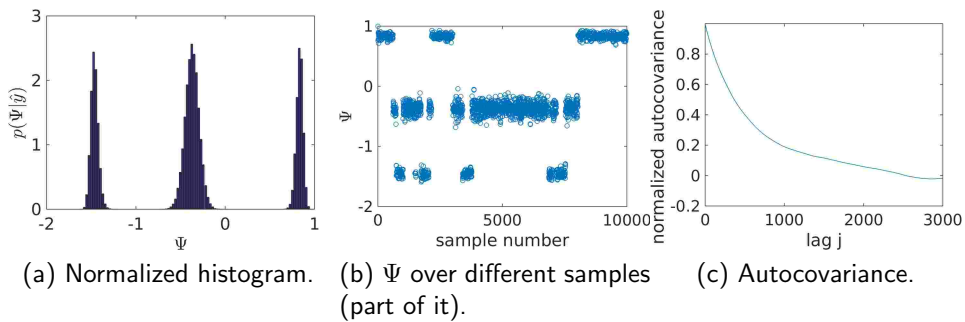 3
2
1
0
p(Ψ|ŷ)
-2
-1
0
1
Ψ
(a) Normalized histogram.
1
0
-1
-2
Ψ
0
5000
10000
sample number
(b) Ψ over different samples
(part of it).
0.8
0.6
0.4
0.2
0
-0.2
normalized autocovariance
0
1000
2000
3000
lag j
(c) Autocovariance.